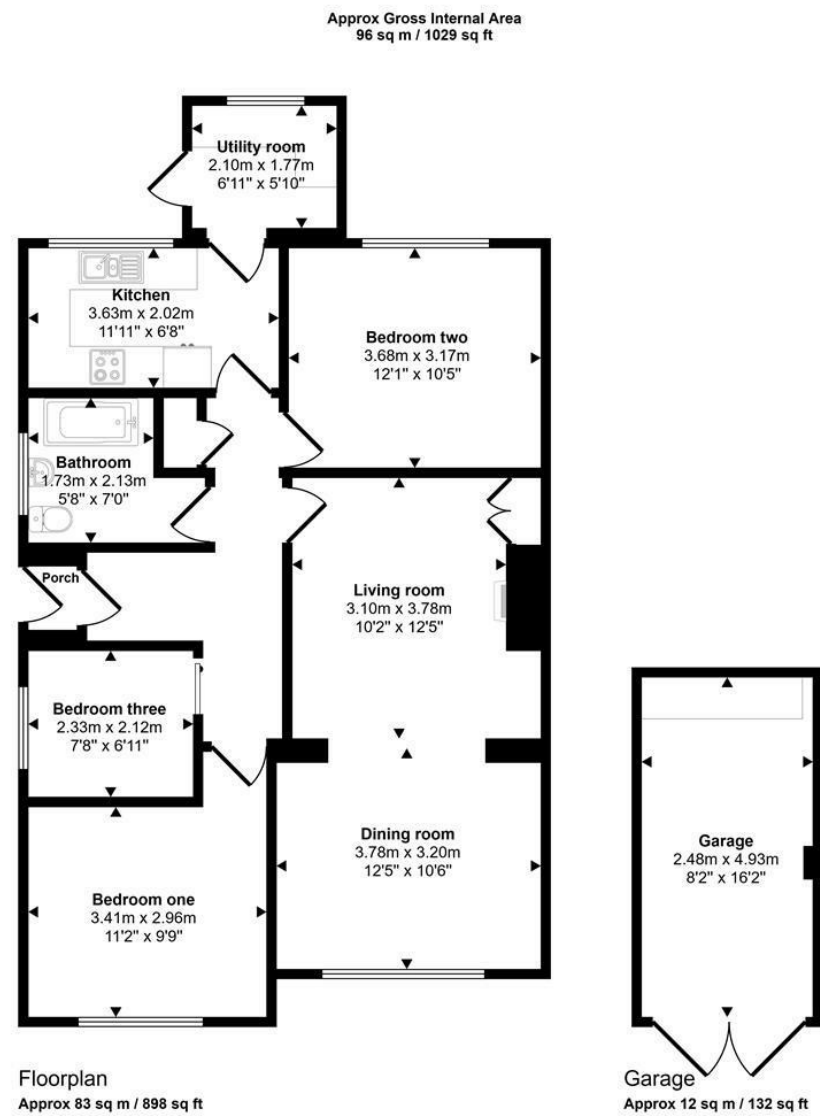 Approx Gross Internal Area
96 sq m / 1029 sq ft
Utility room
2.10m x 1.77m
6'11" x 5'10"
Kitchen
3.63m x 2.02m
11'11" x 6'8"
Bedroom two
3.68m x 3.17m
12'1" x 10'5"
Bathroom
1.73m x 2.13m
5'8" x 7'0"
Porch
Living room
3.10m x 3.78m
10'2" x 12'5"
Bedroom three
2.33m x 2.12m
7'8" x 6'11"
Dining room
3.78m x 3.20m
12'5" x 10'6"
Garage
2.48m x 4.93m
8'2" x 16'2"
Bedroom one
3.41m x 2.96m
11'2" x 9'9"
Floorplan
Approx 83 sq m / 898 sq ft
Garage
Approx 12 sq m / 132 sq ft